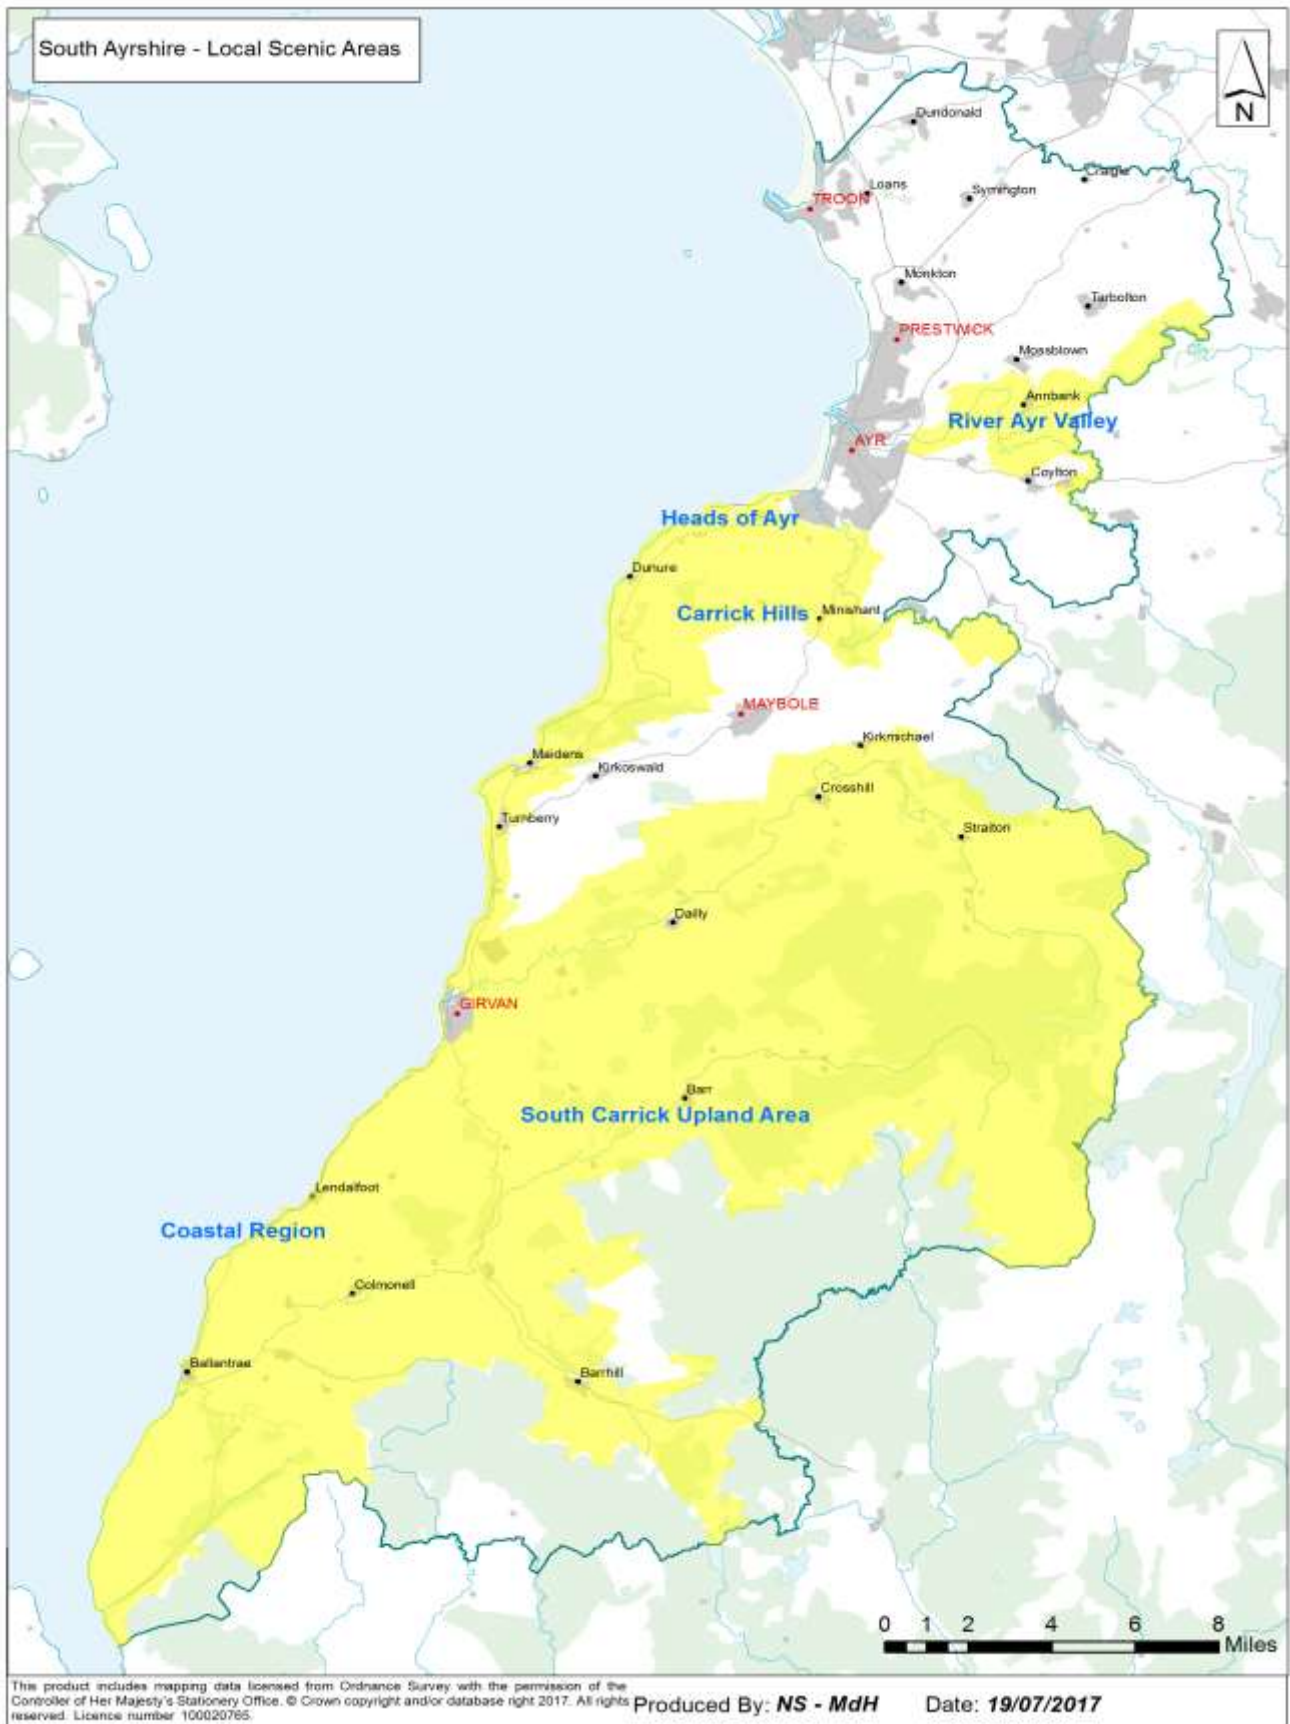 South Ayrshire - Local Scenic Areas
N
Dundonald
Craigie
Loans
Symington
TROON
Monkton
Tarbolton
PRESTWICK
Mossblown
Annbank
River Ayr Valley
AYR
Coylton
Heads of Ayr
Dunure
Carrick Hills
Minishant
MAYBOLE
Kirkmichael
Maidens
Kirkoswald
Crosshill
Turnberry
Straiton
Dailly
GIRVAN
Barr
South Carrick Upland Area
Lendalfoot
Coastal Region
Colmonell
Ballantrae
Barrhill
0 1 2 4 6 8
Miles
This product includes mapping data licensed from Ordnance Survey with the permission of the
Controller of Her Majesty's Stationery Office. © Crown copyright and/or database right 2017. All rights
reserved. Licence number 100020765.
Produced By: NS - MdH Date: 19/07/2017